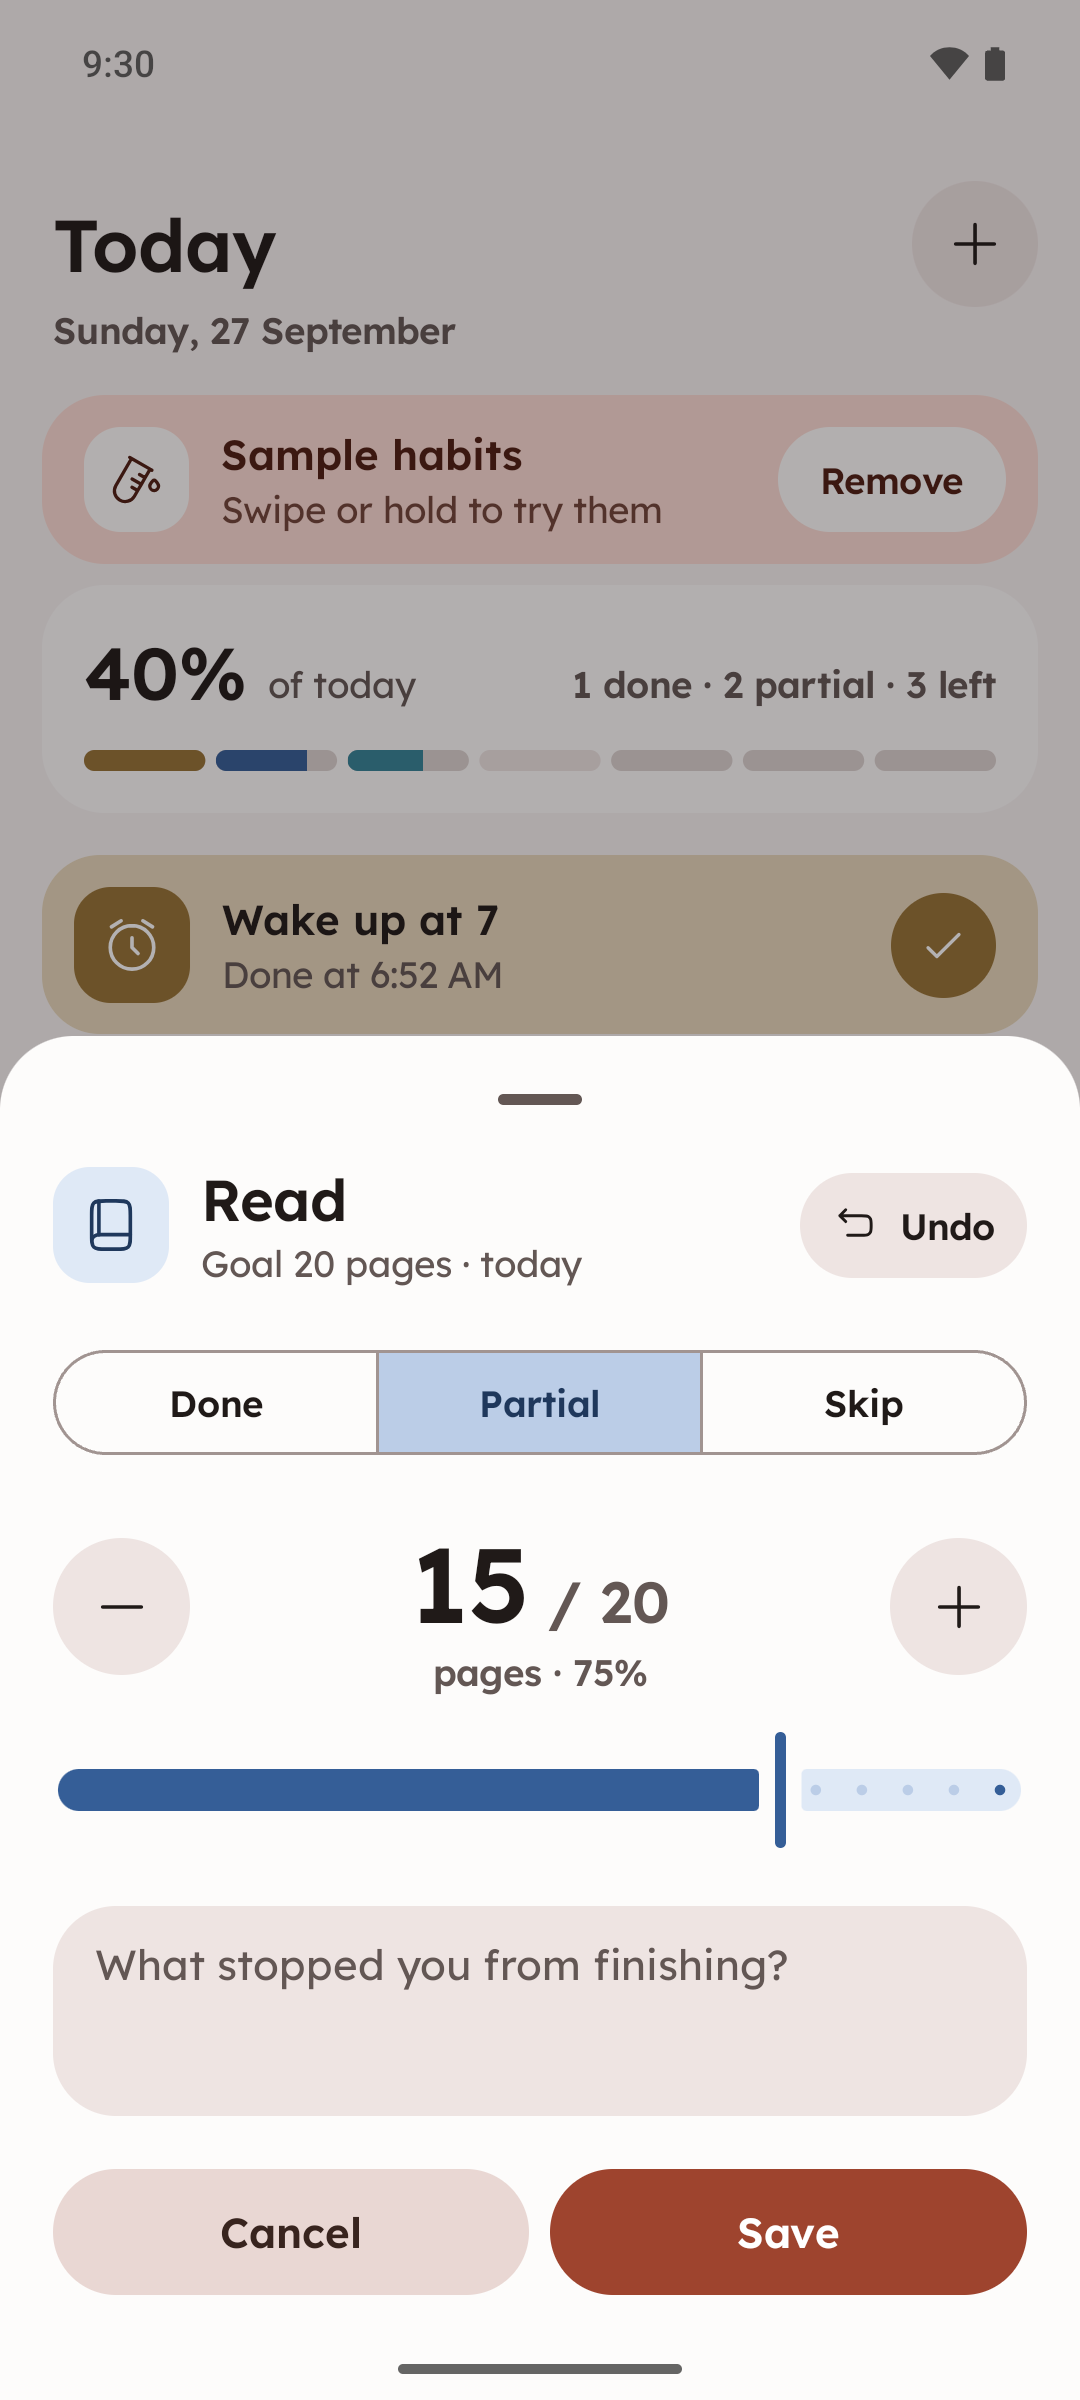 9:30
Today
Sunday, 27 September
Sample habits
Swipe or hold to try them
Remove
40% of today
1 done · 2 partial · 3 left
Wake up at 7
Done at 6:52 AM
Read
Goal 20 pages · today
Undo
Done
Partial
Skip
15 / 20
pages · 75%
What stopped you from finishing?
Cancel
Save